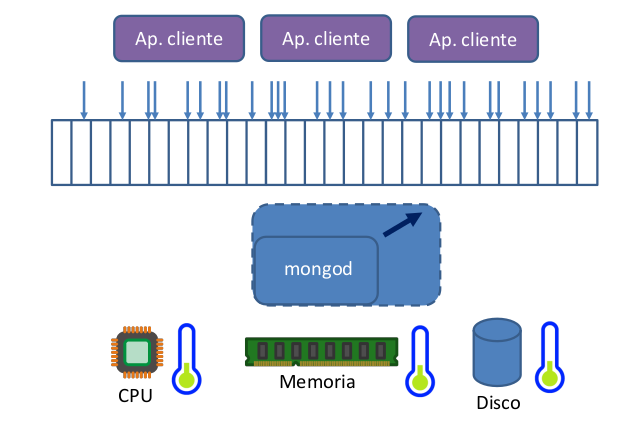 Ap. cliente
Ap. cliente
Ap. cliente
mongod
CPU
Memoria
Disco